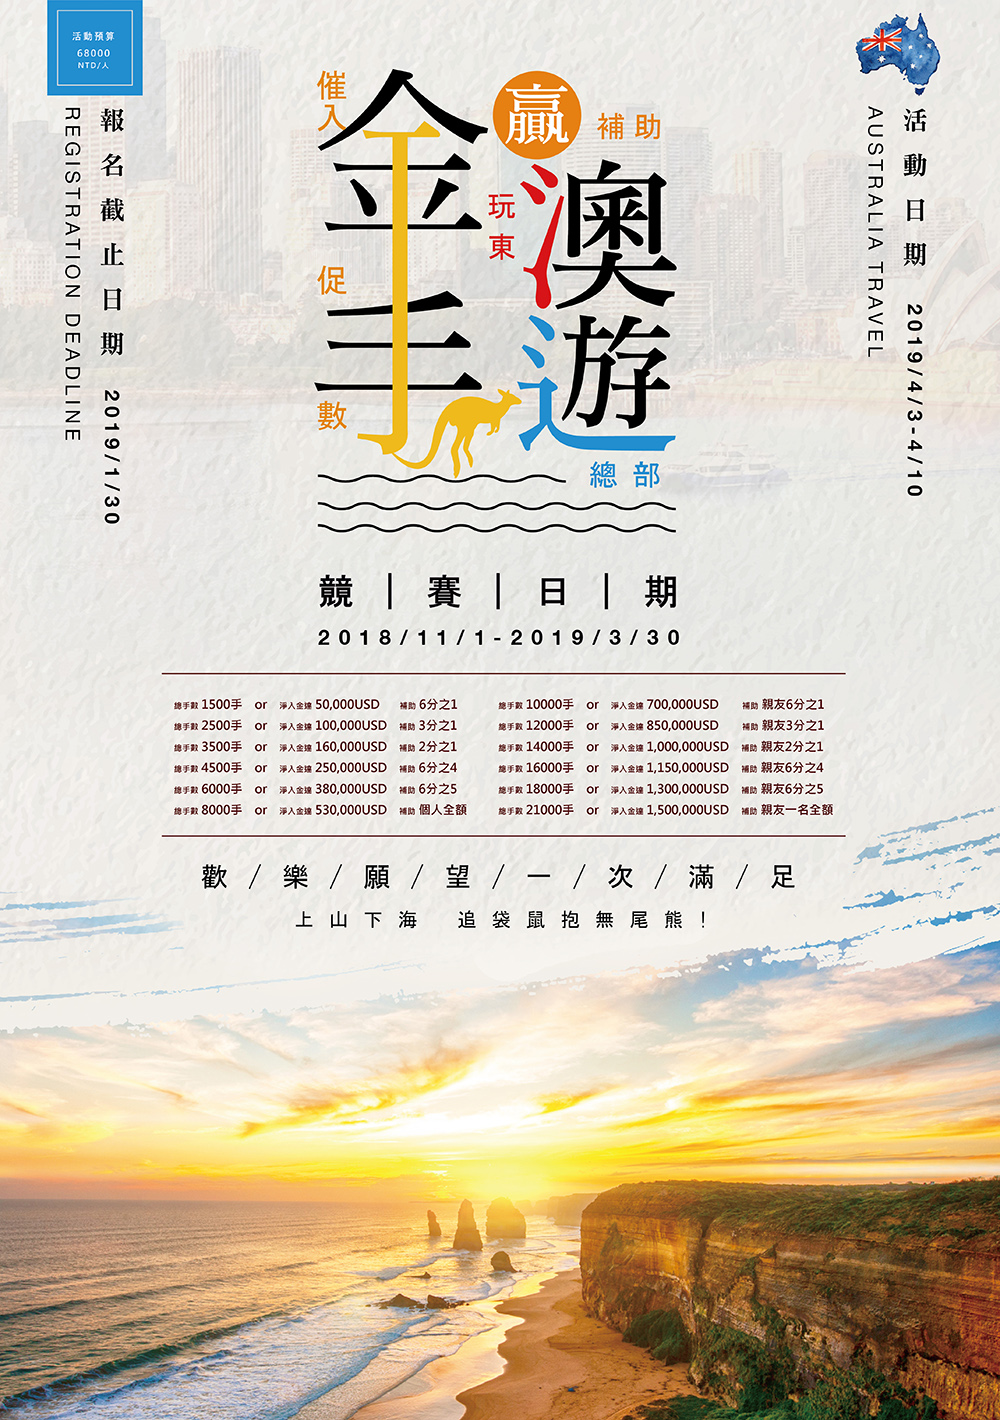 活動預算
68000
NTD/人
報名截止日期 2019/1/30
REGISTRATION DEADLINE
催入金
促手數
贏補助
玩東澳
遊總部
活動日期 2019/4/3-4/10
AUSTRALIA TRAVEL
競|賽|日|期
2018/11/1-2019/3/30
總手數 1500手 or 淨入金達 50,000USD 補助 6分之1
總手數 2500手 or 淨入金達 100,000USD 補助 3分之1
總手數 3500手 or 淨入金達 160,000USD 補助 2分之1
總手數 4500手 or 淨入金達 250,000USD 補助 6分之4
總手數 6000手 or 淨入金達 380,000USD 補助 6分之5
總手數 8000手 or 淨入金達 530,000USD 補助 個人全額
總手數 10000手 or 淨入金達 700,000USD 補助 親友6分之1
總手數 12000手 or 淨入金達 850,000USD 補助 親友3分之1
總手數 14000手 or 淨入金達 1,000,000USD 補助 親友2分之1
總手數 16000手 or 淨入金達 1,150,000USD 補助 親友6分之4
總手數 18000手 or 淨入金達 1,300,000USD 補助 親友6分之5
總手數 21000手 or 淨入金達 1,500,000USD 補助 親友一名全額
歡/樂/願/望/一/次/滿/足
上山下海 追袋鼠抱無尾熊!